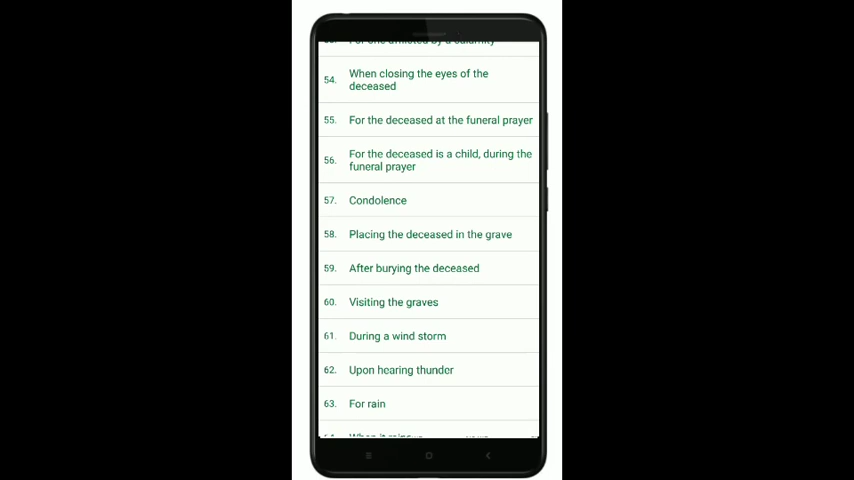 54. When closing the eyes of the
deceased
55. For the deceased at the funeral prayer
56. For the deceased is a child, during the
funeral prayer
57. Condolence
58. Placing the deceased in the grave
59. After burying the deceased
60. Visiting the graves
61. During a wind storm
62. Upon hearing thunder
63. For rain